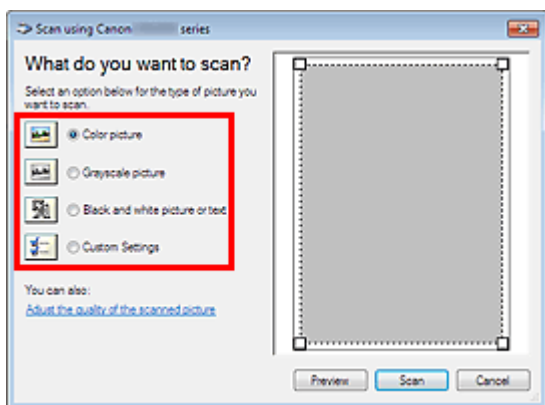 Scan using Canon series
What do you want to scan?
Select an option below for the type of picture you
want to scan.
Color picture
Grayscale picture
Black and white picture or text
Custom Settings
You can also:
Adjust the quality of the scanned picture
Preview Scan Cancel